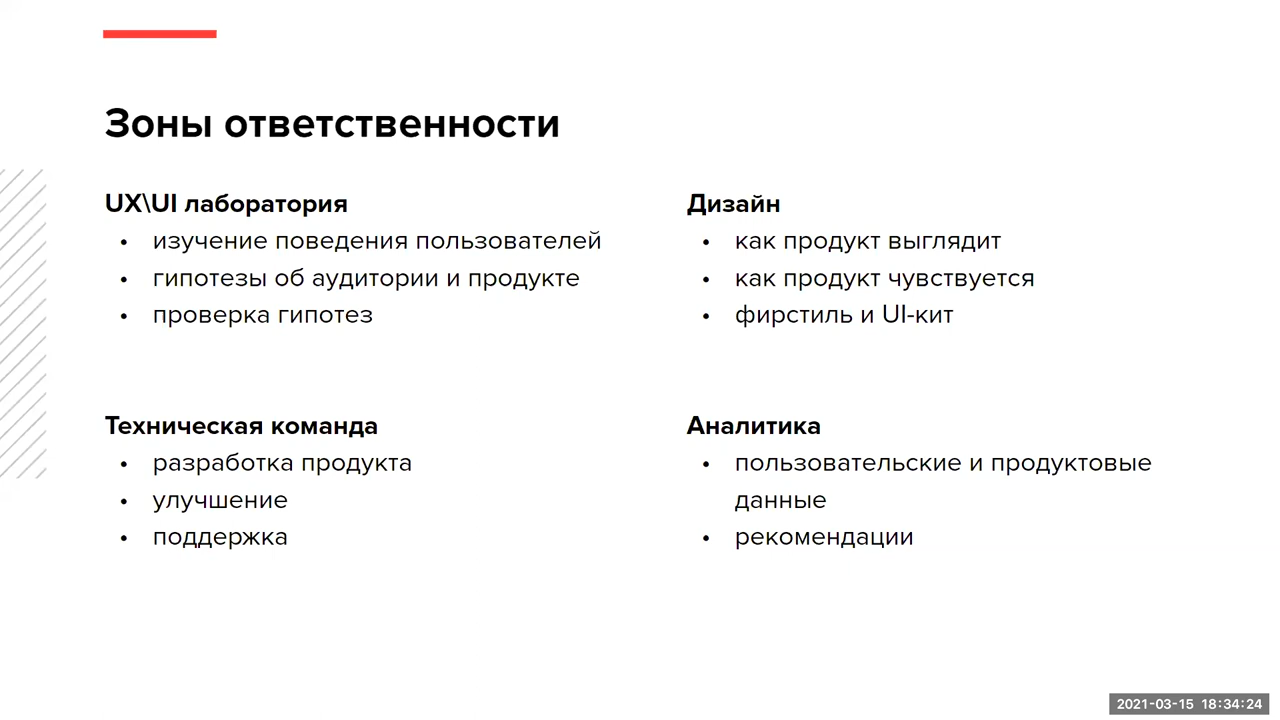 Зоны ответственности
UX\UI лаборатория
• изучение поведения пользователей
• гипотезы об аудитории и продукте
• проверка гипотез
Дизайн
• как продукт выглядит
• как продукт чувствуется
• фирстиль и UI-кит
Техническая команда
• разработка продукта
• улучшение
• поддержка
Аналитика
• пользовательские и продуктовые
данные
• рекомендации
2021-03-15 18:34:24